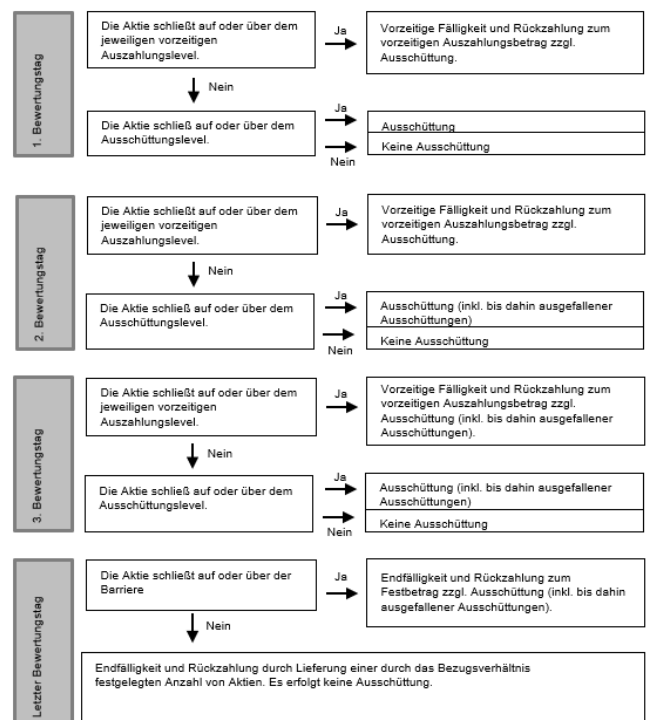 1. Bewertungstag
Die Aktie schließt auf oder über dem
jeweiligen vorzeitigen
Auszahlungslevel.
Ja
Vorzeitige Fälligkeit und Rückzahlung zum
vorzeitigen Auszahlungsbetrag zzgl.
Ausschüttung.
Nein
Die Aktie schließ auf oder über dem
Ausschüttungslevel.
Ja
Ausschüttung
Nein
Keine Ausschüttung
2. Bewertungstag
Die Aktie schließt auf oder über dem
jeweiligen vorzeitigen
Auszahlungslevel.
Ja
Vorzeitige Fälligkeit und Rückzahlung zum
vorzeitigen Auszahlungsbetrag zzgl.
Ausschüttung.
Nein
Die Aktie schließ auf oder über dem
Ausschüttungslevel.
Ja
Ausschüttung (inkl. bis dahin ausgefallener
Ausschüttungen)
Nein
Keine Ausschüttung
3. Bewertungstag
Die Aktie schließt auf oder über dem
jeweiligen vorzeitigen
Auszahlungslevel.
Ja
Vorzeitige Fälligkeit und Rückzahlung zum
vorzeitigen Auszahlungsbetrag zzgl.
Ausschüttung (inkl. bis dahin ausgefallener
Ausschüttungen).
Nein
Die Aktie schließ auf oder über dem
Ausschüttungslevel.
Ja
Ausschüttung (inkl. bis dahin ausgefallener
Ausschüttungen)
Nein
Keine Ausschüttung
Letzter Bewertungstag
Die Aktie schließt auf oder über der
Barriere
Ja
Endfälligkeit und Rückzahlung zum
Festbetrag zzgl. Ausschüttung (inkl. bis dahin
ausgefallener Ausschüttungen).
Nein
Endfälligkeit und Rückzahlung durch Lieferung einer durch das Bezugsverhältnis
festgelegten Anzahl von Aktien. Es erfolgt keine Ausschüttung.